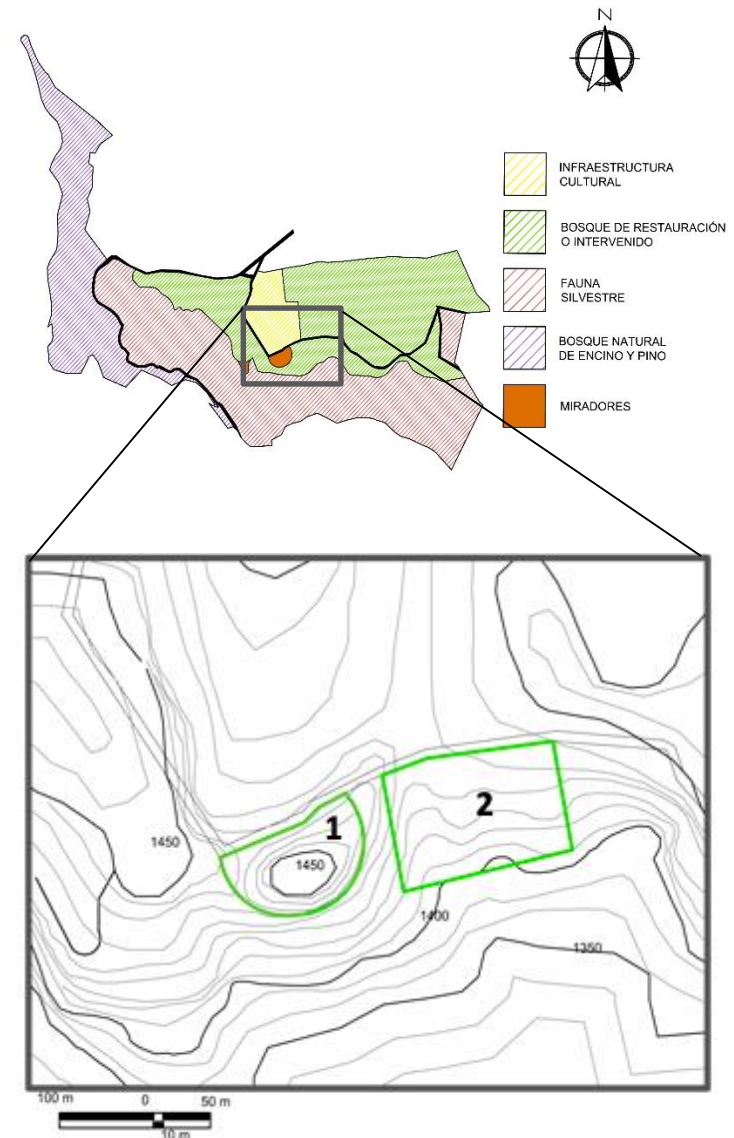 N
INFRAESTRUCTURA
CULTURAL
BOSQUE DE RESTAURACIÓN
O INTERVENIDO
FAUNA
SILVESTRE
BOSQUE NATURAL
DE ENCINO Y PINO
MIRADORES
1
2
1450
1450
1400
1350
100 m 0 50 m
10 m